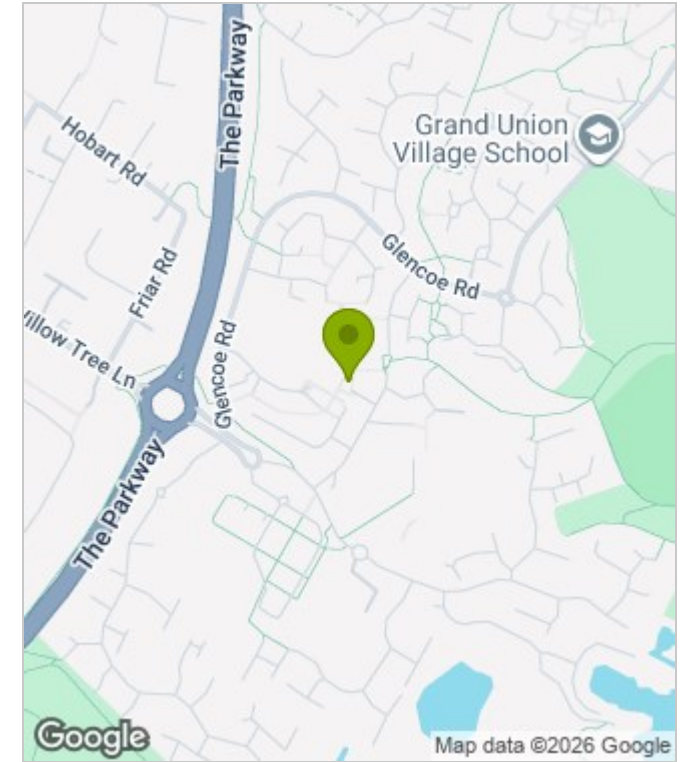 The Parkway
Hobart Rd
Grand Union
Village School
Glencoe Rd
Friar Rd
illow Tree Ln
Glencoe Rd
The Parkway
Google
Map data ©2026 Google